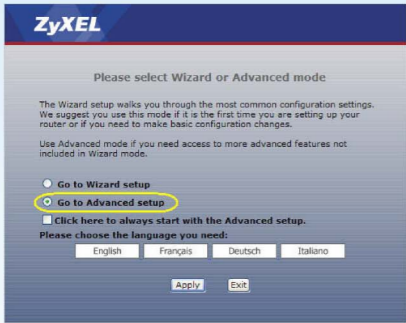 ZyXEL
Please select Wizard or Advanced mode
The Wizard setup walks you through the most common configuration settings.
We suggest you use this mode if it is the first time you are setting up your
router or if you need to make basic configuration changes.
Use Advanced mode if you need access to more advanced features not
included in Wizard mode.
Go to Wizard setup
Go to Advanced setup
Click here to always start with the Advanced setup.
Please choose the language you need:
English Français Deutsch Italiano
Apply Exit